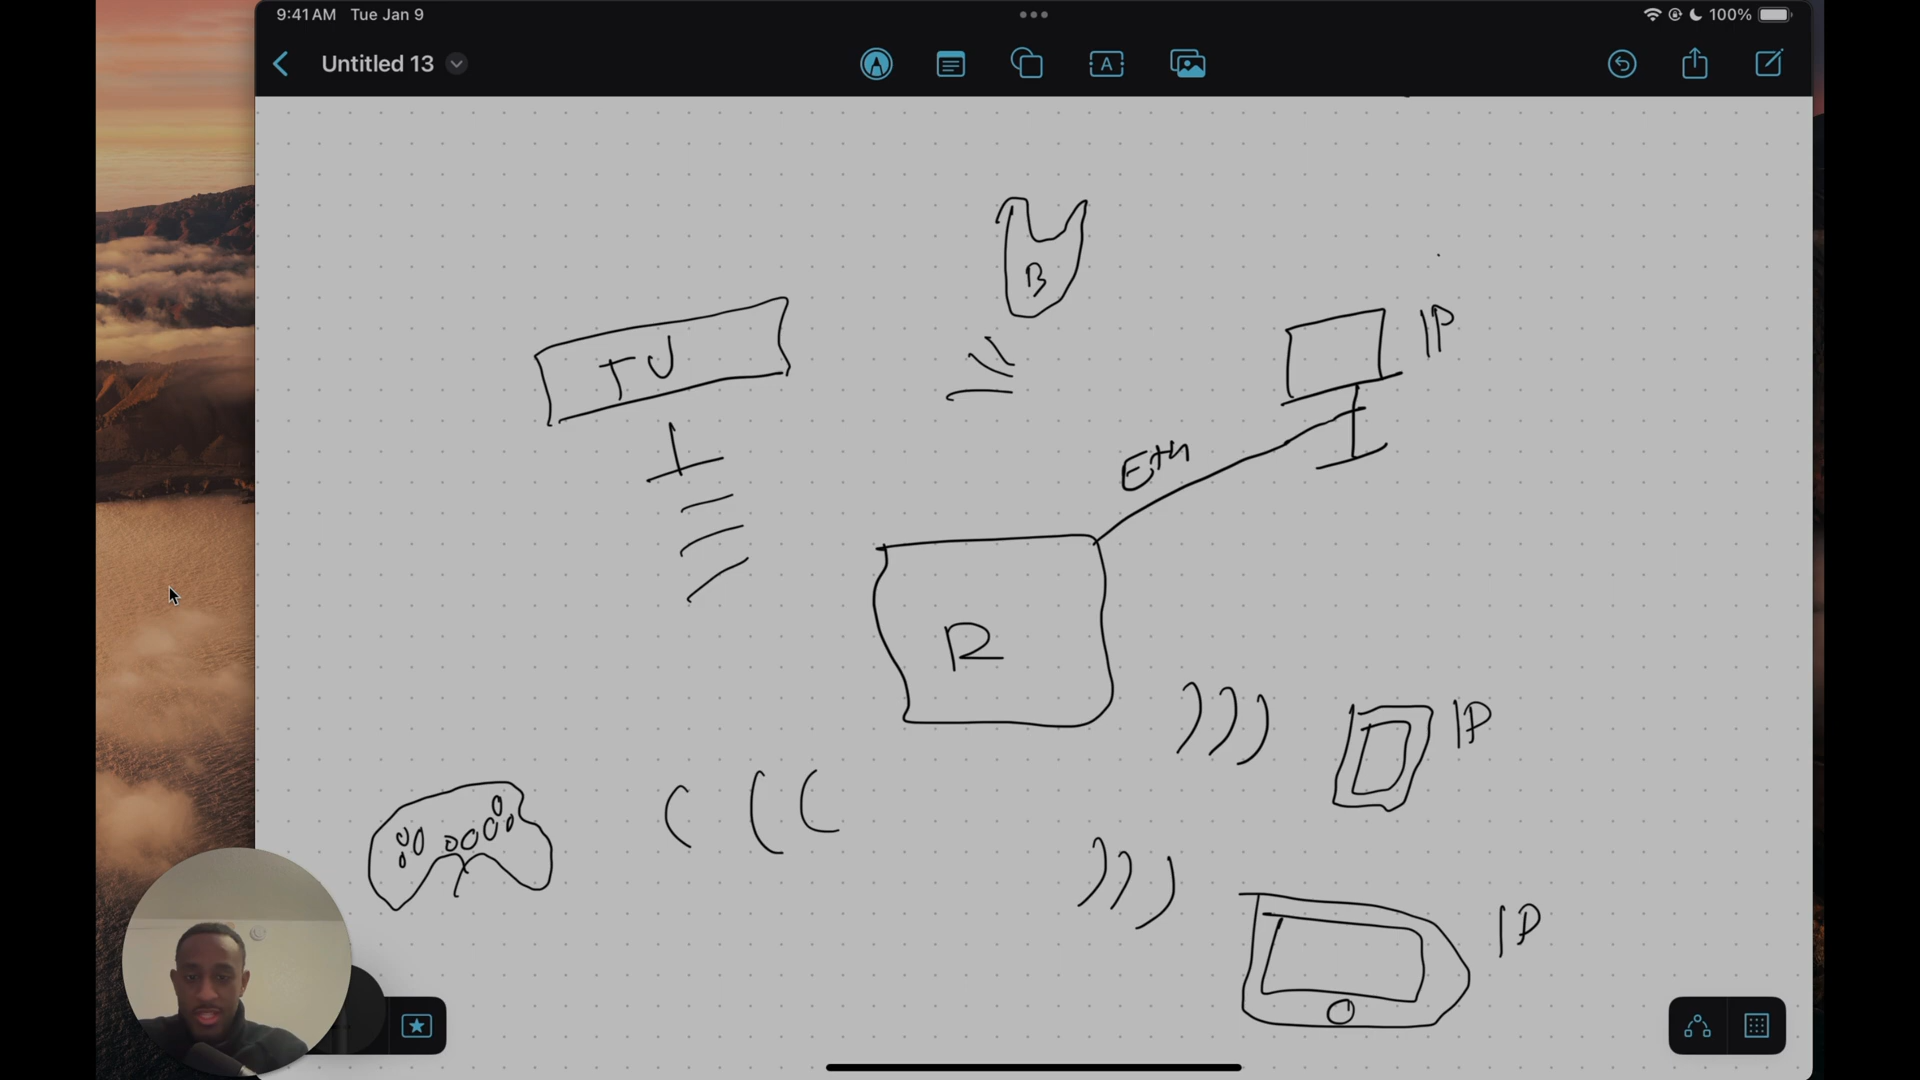 9:41 AM Tue Jan 9
100%
Untitled 13
A
B
TV
IP
Eth
R
IP
IP